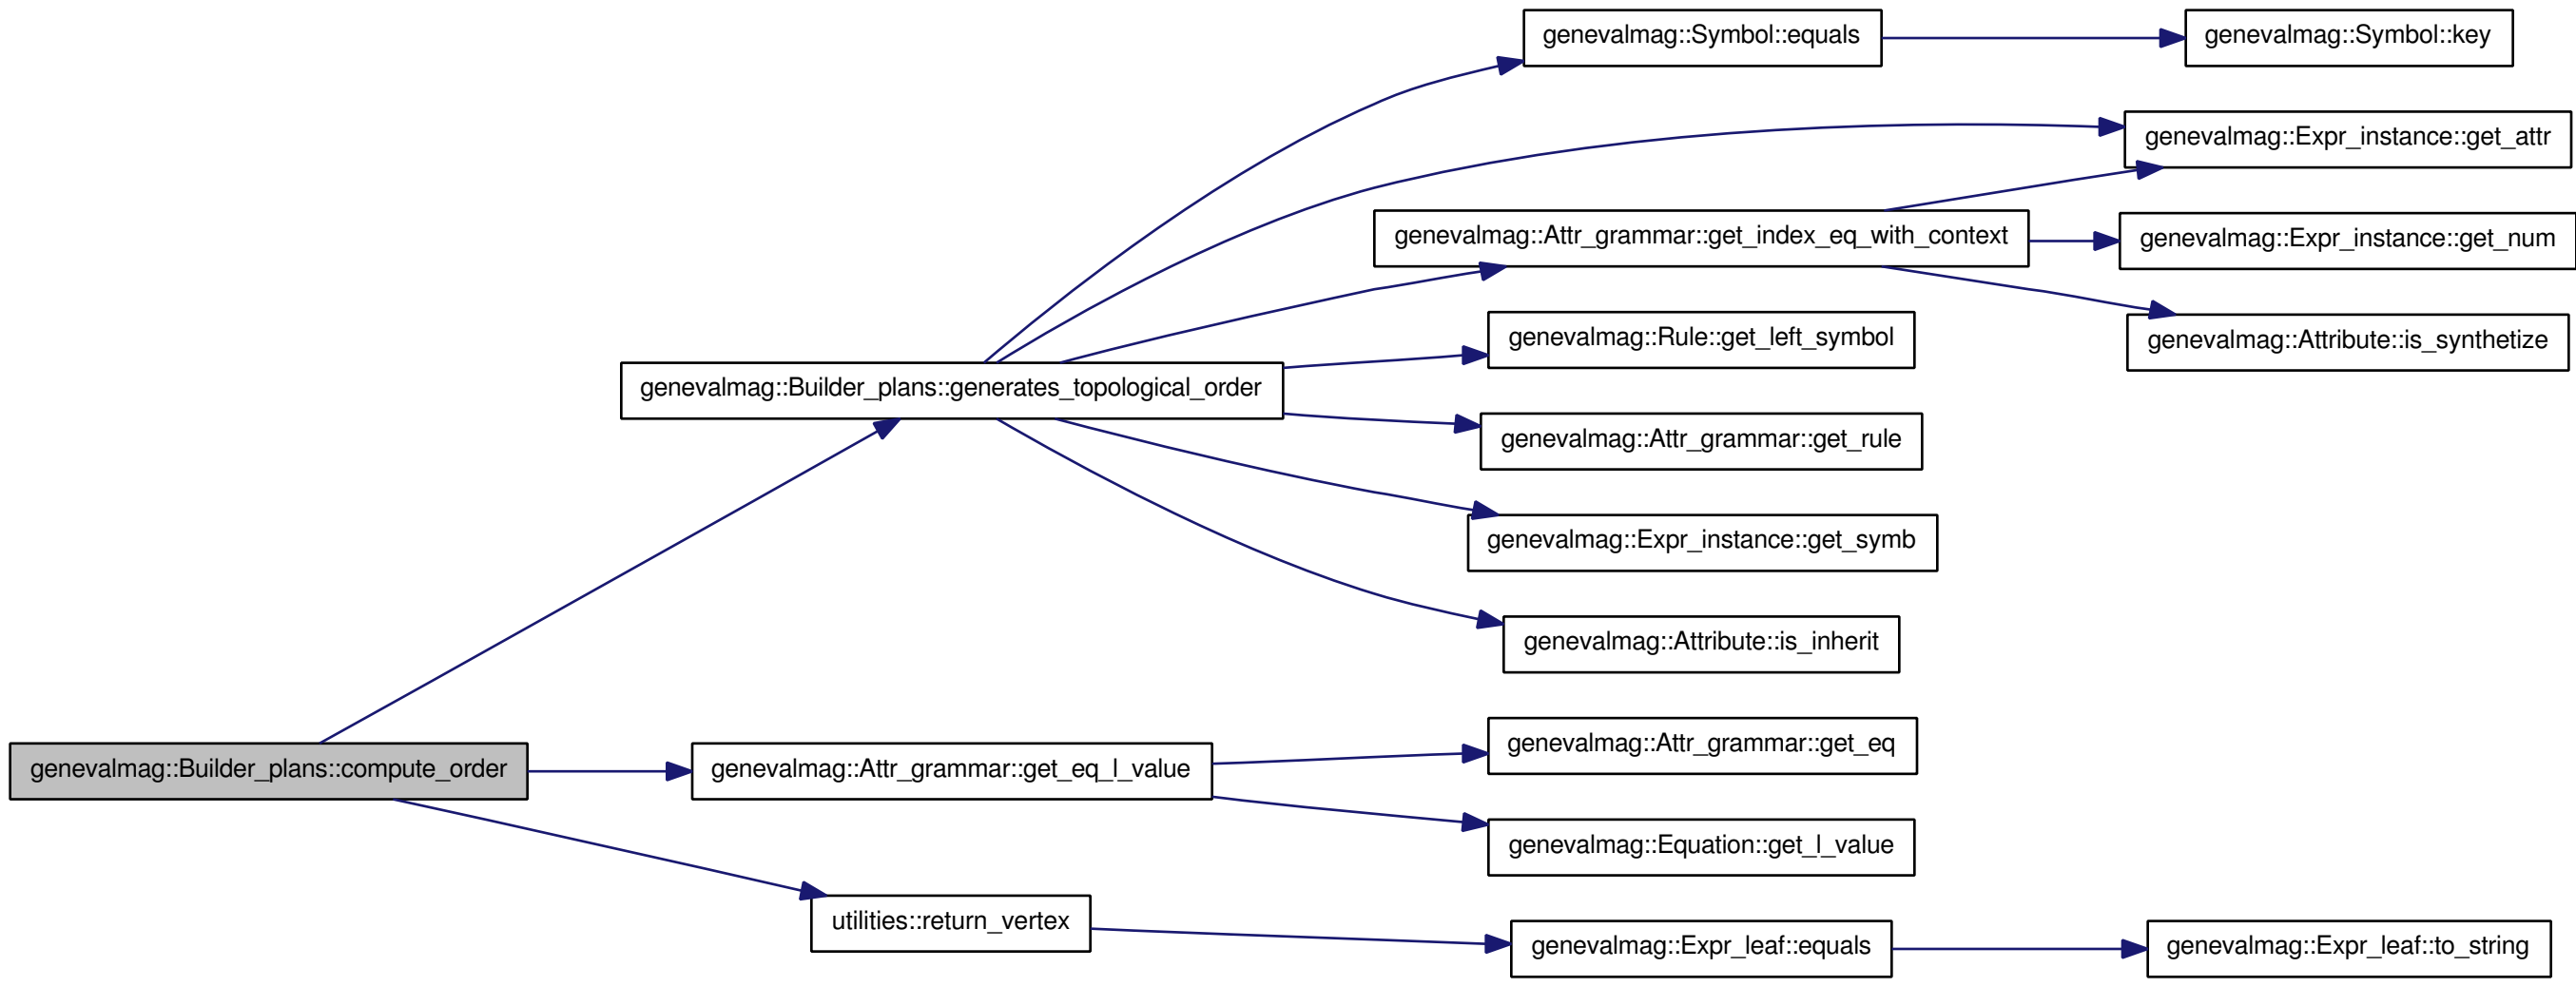 genevalmag::Symbol::equals
genevalmag::Symbol::key
genevalmag::Expr_instance::get_attr
genevalmag::Attr_grammar::get_index_eq_with_context
genevalmag::Expr_instance::get_num
genevalmag::Rule::get_left_symbol
genevalmag::Attribute::is_synthetize
genevalmag::Builder_plans::generates_topological_order
genevalmag::Attr_grammar::get_rule
genevalmag::Expr_instance::get_symb
genevalmag::Attribute::is_inherit
genevalmag::Attr_grammar::get_eq
genevalmag::Builder_plans::compute_order
genevalmag::Attr_grammar::get_eq_l_value
genevalmag::Equation::get_l_value
utilities::return_vertex
genevalmag::Expr_leaf::equals
genevalmag::Expr_leaf::to_string